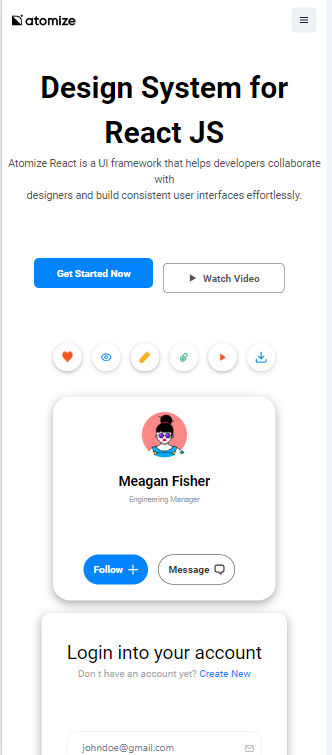 atomize
Design System for
React JS
Atomize React is a UI framework that helps developers collaborate
with
designers and build consistent user interfaces effortlessly.
Get Started Now
Watch Video
Meagan Fisher
Engineering Manager
Follow
Message
Login into your account
Don t have an account yet? Create New
johndoe@gmail.com